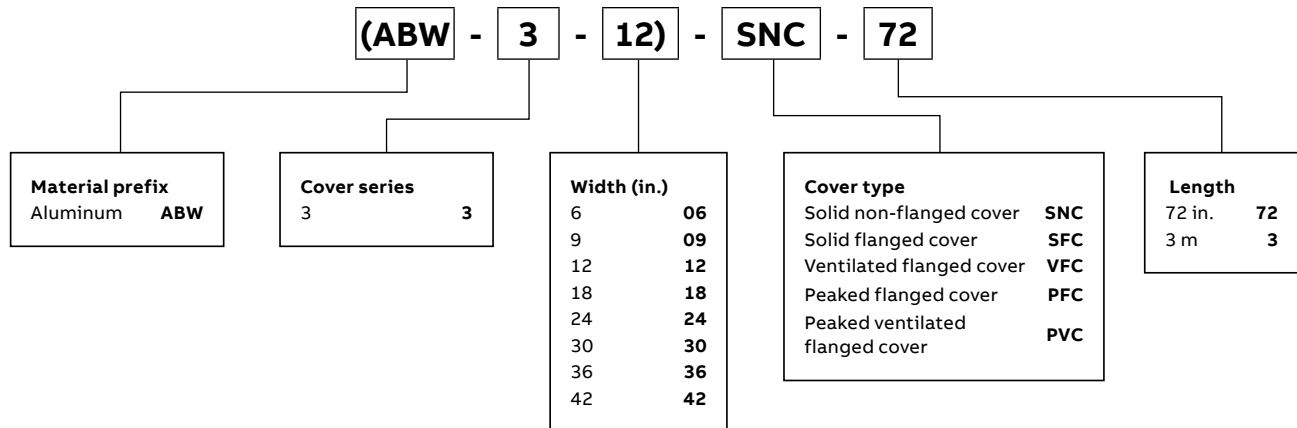 (ABW - 3 - 12) - SNC - 72
Material prefix
Aluminum ABW
Cover series
3 3
Width (in.)
6 06
9 09
12 12
18 18
24 24
30 30
36 36
42 42
Cover type
Solid non-flanged cover SNC
Solid flanged cover SFC
Ventilated flanged cover VFC
Peaked flanged cover PFC
Peaked ventilated
flanged cover PVC
Length
72 in. 72
3 m 3